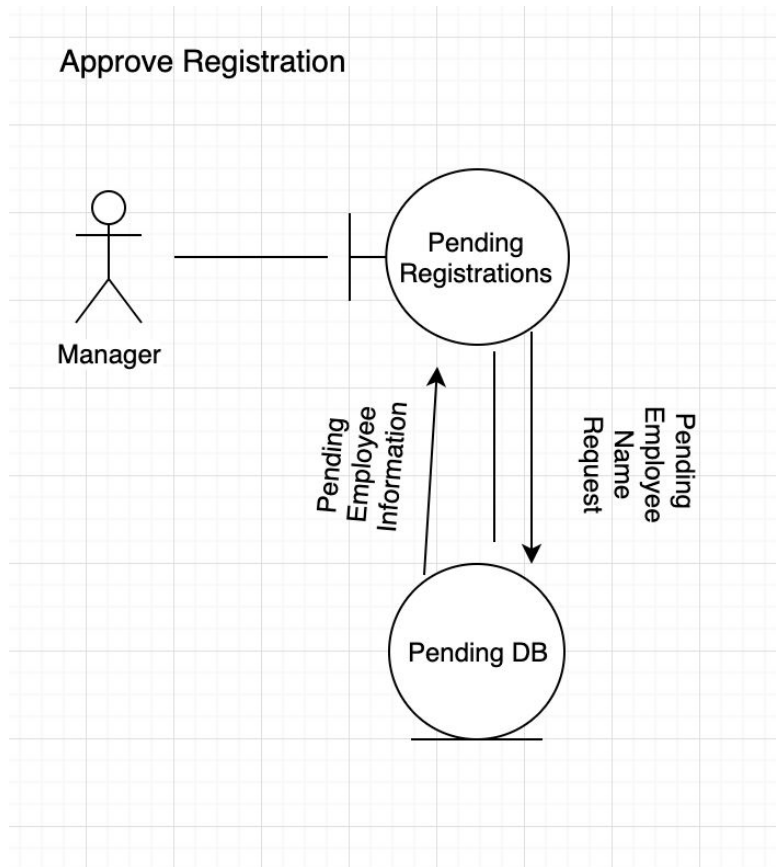 Approve Registration
Pending
Registrations
Manager
Pending
Employee
Information
Pending
Employee
Name
Request
Pending DB